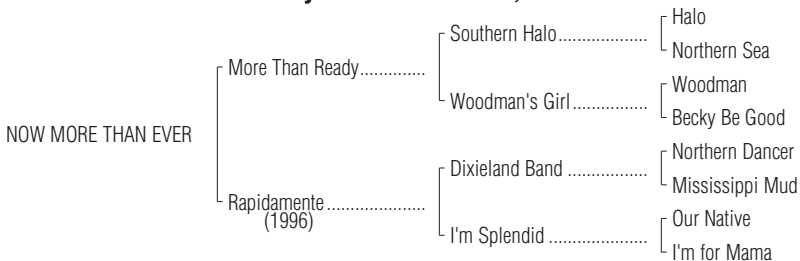 Halo
Southern Halo...................
Northern Sea
More Than Ready..............
Woodman
Woodman's Girl................
Becky Be Good
NOW MORE THAN EVER
Northern Dancer
Dixieland Band .................
Mississippi Mud
Rapidamente.....................
(1996)
Our Native
I'm Splendid .....................
I'm for Mama